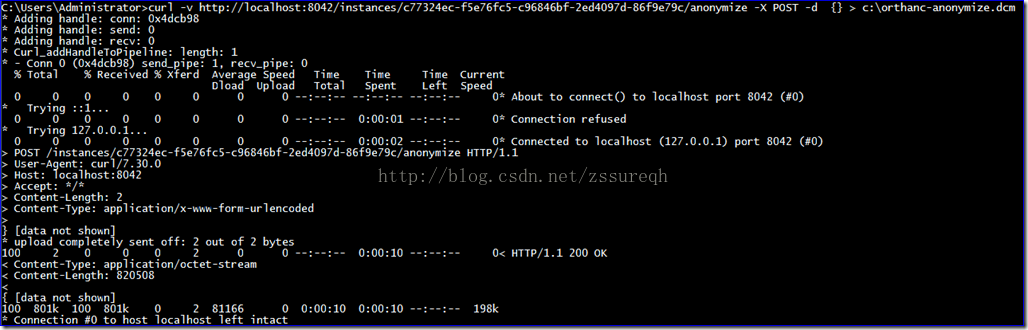 C:\Users\Administrator>curl -v http://localhost:8042/instances/c77324ec-f5e76fc5-c96846bf-2ed4097d-86f9e79c/anonymize -X POST -d  {} > c:\orthanc-anonymize.dcm
* Adding handle: conn: 0x4dcb98
* Adding handle: send: 0
* Adding handle: recv: 0
* Curl_addHandleToPipeline: length: 1
* - Conn 0 (0x4dcb98) send_pipe: 1, recv_pipe: 0
  % Total    % Received % Xferd  Average Speed   Time    Time     Time  Current
                                 Dload  Upload   Total   Spent    Left  Speed
  0     0    0     0    0     0      0      0 --:--:-- --:--:-- --:--:--     0* About to connect() to localhost port 8042 (#0)
*   Trying ::1...
  0     0    0     0    0     0      0      0 --:--:--  0:00:01 --:--:--     0* Connection refused
*   Trying 127.0.0.1...
  0     0    0     0    0     0      0      0 --:--:--  0:00:02 --:--:--     0* Connected to localhost (127.0.0.1) port 8042 (#0)
> POST /instances/c77324ec-f5e76fc5-c96846bf-2ed4097d-86f9e79c/anonymize HTTP/1.1
> User-Agent: curl/7.30.0
> Host: localhost:8042
> Accept: */*
> Content-Length: 2
> Content-Type: application/x-www-form-urlencoded
>
} [data not shown]
* upload completely sent off: 2 out of 2 bytes
100     2    0     0    0     2      0      0 --:--:--  0:00:10 --:--:--     0< HTTP/1.1 200 OK
< Content-Type: application/octet-stream
< Content-Length: 820508
<
{ [data not shown]
100  801k  100  801k    0     2  81166      0  0:00:10  0:00:10 --:--:--  198k
* Connection #0 to host localhost left intact
http://blog.csdn.net/zssureqh